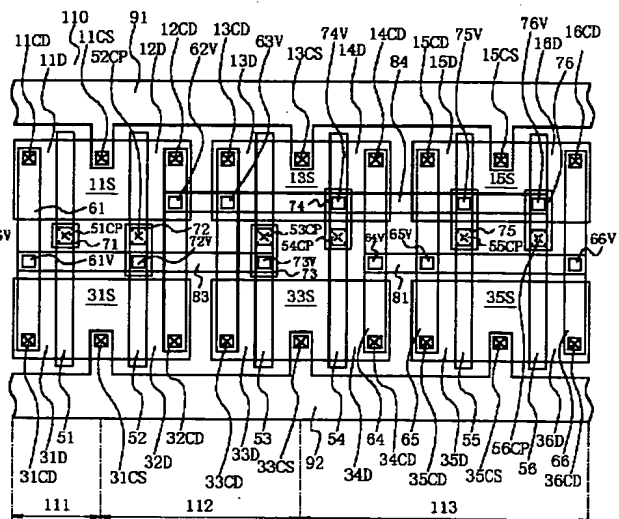 110 91 12CD 13CD 74V 14CD 76V 16CD
11CD 11CS 12D 62V 63V 13CS 14D 15CD 75V 15CS 16D
11D 52CP 13D 84 15D 76
11S 13S 15S
61 74
51CP 72 53CP 75
71 72V 54CP 64V 65V 55CP 66V
6V 61V 73V
83 73 81
31S 33S 35S
51 52 32CD 53 54 64 65 55 36D
31D 32D 33D 92 34CD 35D 56CP 56 66
31CD 31CS 33CD 33CS 34D 35CD 35CS 36CD
111 112 113